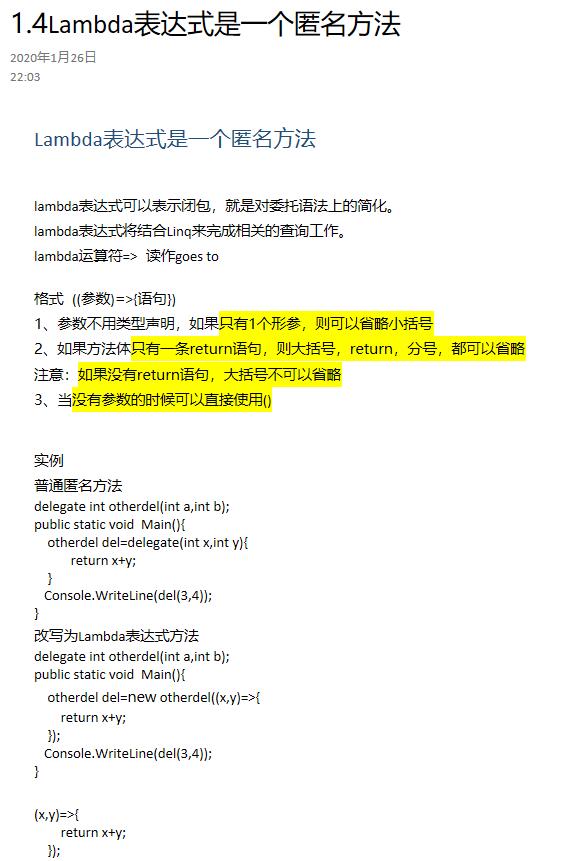 1.4Lambda表达式是一个匿名方法
2020年1月26日
22:03
Lambda表达式是一个匿名方法
lambda表达式可以表示闭包，就是对委托语法上的简化。
lambda表达式将结合Linq来完成相关的查询工作。
lambda运算符=> 读作goes to
格式 ((参数)=>{语句})
1、参数不用类型声明，如果只有1个形参，则可以省略小括号
2、如果方法体只有一条return语句，则大括号，return，分号，都可以省略
注意：如果没有return语句，大括号不可以省略
3、当没有参数的时候可以直接使用()
实例
普通匿名方法
delegate int otherdel(int a,int b);
public static void Main(){
otherdel del=delegate(int x,int y){
return x+y;
}
Console.WriteLine(del(3,4));
}
改写为Lambda表达式方法
delegate int otherdel(int a,int b);
public static void Main(){
otherdel del=new otherdel((x,y)=>{
return x+y;
});
Console.WriteLine(del(3,4));
}
(x,y)=>{
return x+y;
});